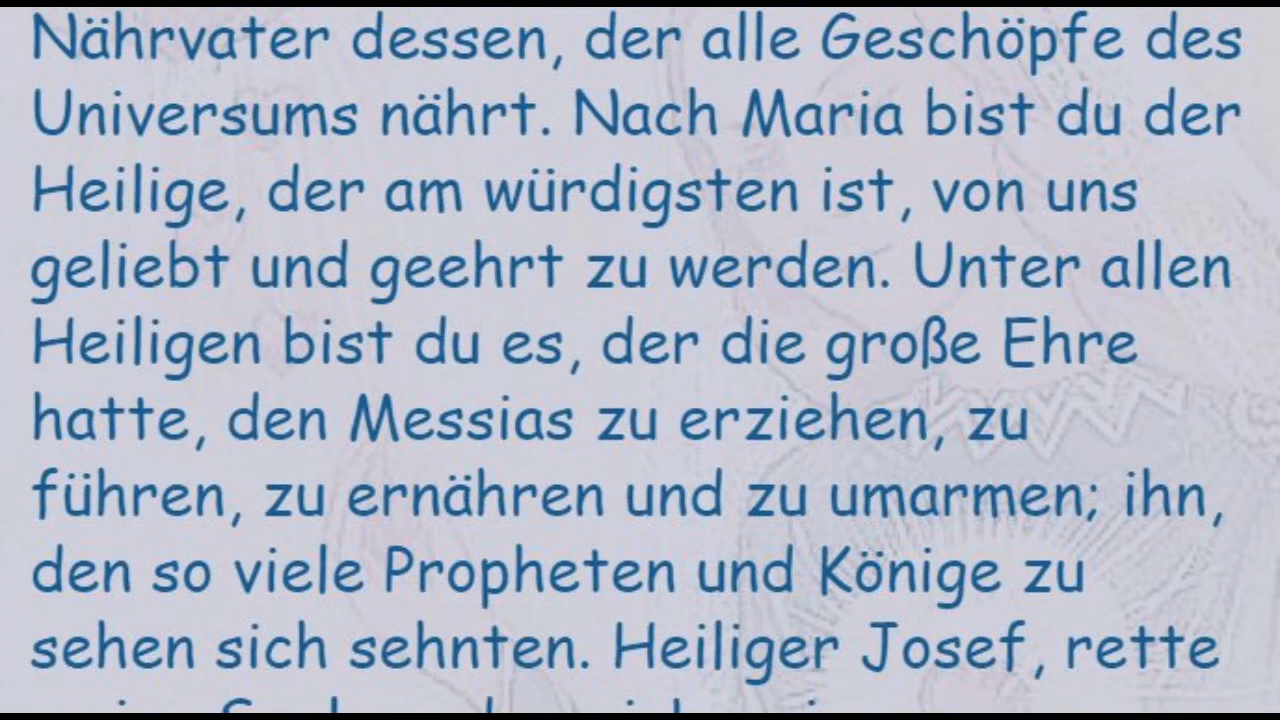 Nährvater dessen, der alle Geschöpfe des
Universums nährt. Nach Maria bist du der
Heilige, der am würdigsten ist, von uns
geliebt und geehrt zu werden. Unter allen
Heiligen bist du es, der die große Ehre
hatte, den Messias zu erziehen, zu
führen, zu ernähren und zu umarmen; ihn,
den so viele Propheten und Könige zu
sehen sich sehnten. Heiliger Josef, rette